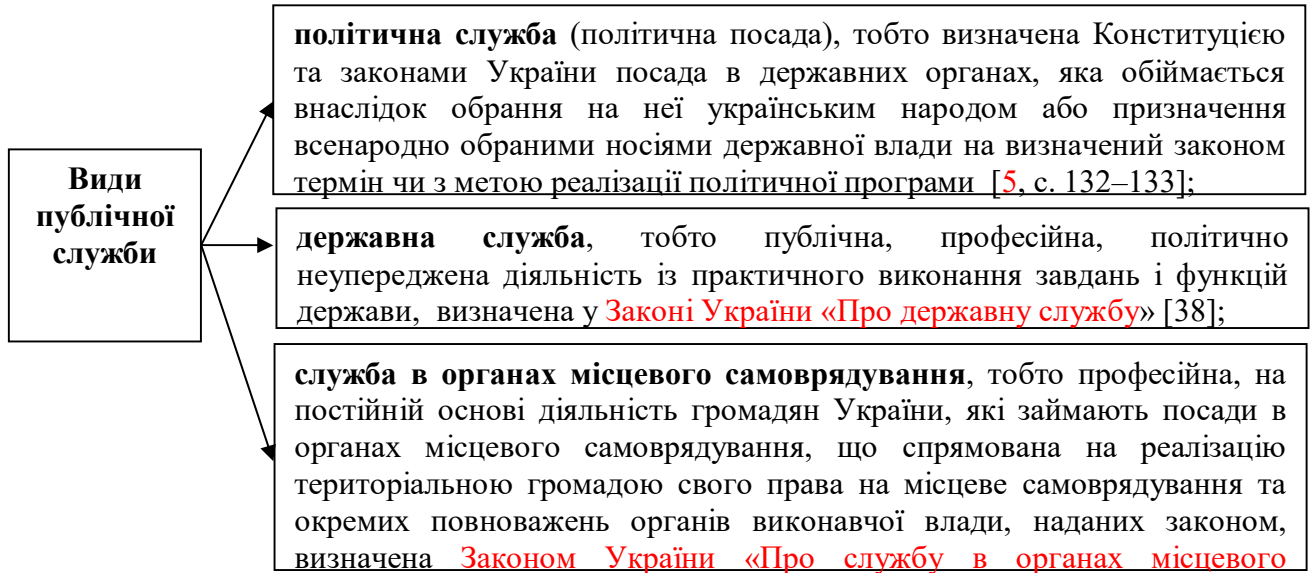 Види
публічної
служби
політична служба (політична посада), тобто визначена Конституцією
та законами України посада в державних органах, яка обіймається
внаслідок обрання на неї українським народом або призначення
всенародно обраними носіями державної влади на визначений законом
термін чи з метою реалізації політичної програми [5, с. 132–133];
державна служба, тобто публічна, професійна, політично
неупереджена діяльність із практичного виконання завдань і функцій
держави, визначена у Законі України «Про державну службу» [38];
служба в органах місцевого самоврядування, тобто професійна, на
постійній основі діяльність громадян України, які займають посади в
органах місцевого самоврядування, що спрямована на реалізацію
територіальною громадою свого права на місцеве самоврядування та
окремих повноважень органів виконавчої влади, наданих законом,
визначена Законом України «Про службу в органах місцевого